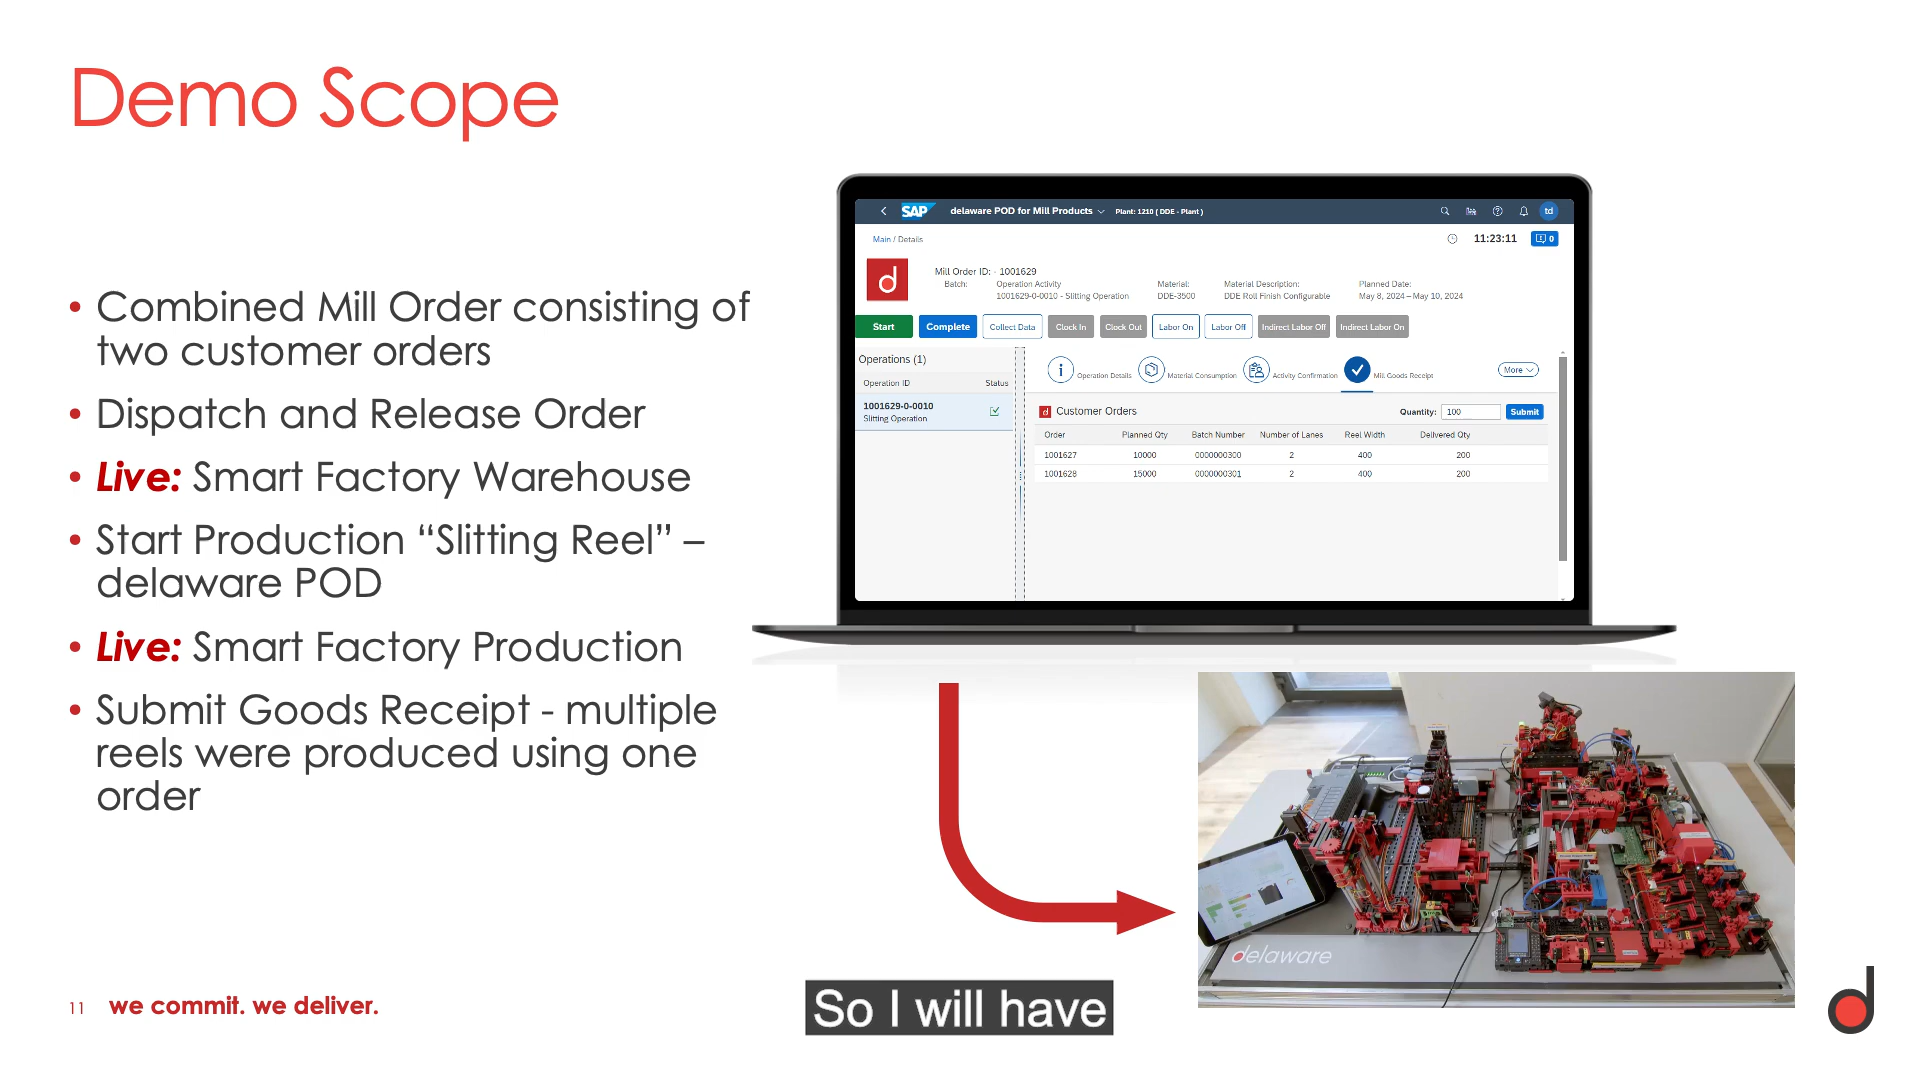 Demo Scope
• Combined Mill Order consisting of
two customer orders
• Dispatch and Release Order
• Live: Smart Factory Warehouse
• Start Production “Slitting Reel” –
delaware POD
• Live: Smart Factory Production
• Submit Goods Receipt - multiple
reels were produced using one
order
SAP delaware POD for Mill Products Plant: 1210 ( DDE - Plant ) td
Main / Details 11:23:11 0
d
Mill Order ID: - 1001629
Batch: Operation Activity Material: Material Description: Planned Date:
1001629-0-0010 - Slitting Operation DDE-3500 DDE Roll Finish Configurable May 8, 2024 – May 10, 2024
Start Complete Collect Data Clock In Clock Out Labor On Labor Off Indirect Labor Off Indirect Labor On
Operations (1)
Operation ID Status
1001629-0-0010
Slitting Operation
Operation Details Material Consumption Activity Confirmation Mill Goods Receipt More
d Customer Orders Quantity: 100 Submit
Order Planned Qty Batch Number Number of Lanes Reel Width Delivered Qty
1001627 10000 0000000300 2 400 200
1001628 15000 0000000301 2 400 200
delaware
So I will have
11 we commit. we deliver.
d